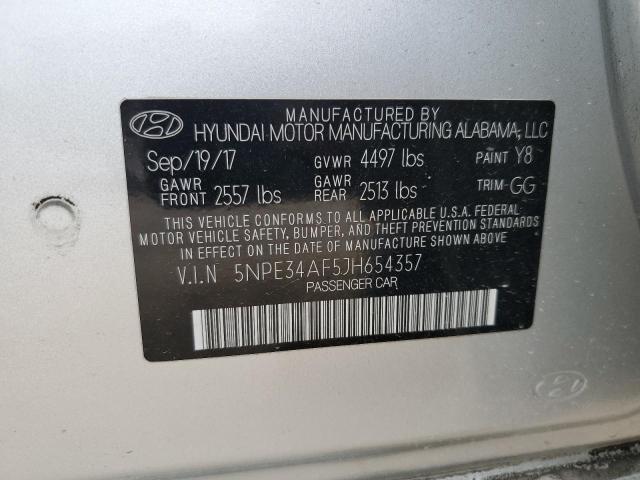 MANUFACTURED BY
HYUNDAI MOTOR MANUFACTURING ALABAMA, LLC
Sep/19/17 GVWR 4497 lbs PAINT Y8
GAWR FRONT 2557 lbs GAWR REAR 2513 lbs TRIM GG
THIS VEHICLE CONFORMS TO ALL APPLICABLE U.S.A. FEDERAL
MOTOR VEHICLE SAFETY, BUMPER, AND THEFT PREVENTION
STANDARDS IN EFFECT ON THE DATE OF MANUFACTURE SHOWN ABOVE.
V.I.N 5NPE34AF5JH654357
PASSENGER CAR